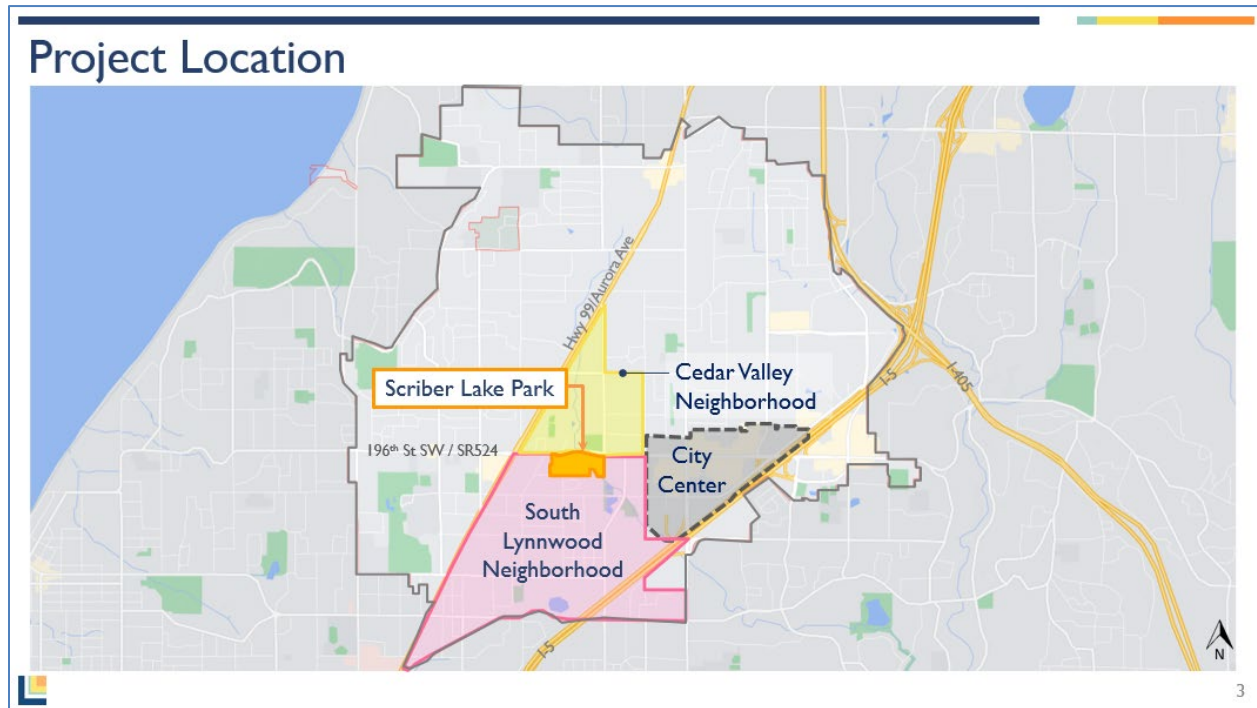 Project Location
Hwy 99/Aurora Ave
Cedar Valley
Neighborhood
Scriber Lake Park
I-5
I-405
196th St SW / SR524
City
Center
South
Lynnwood
Neighborhood
I-5
N
3